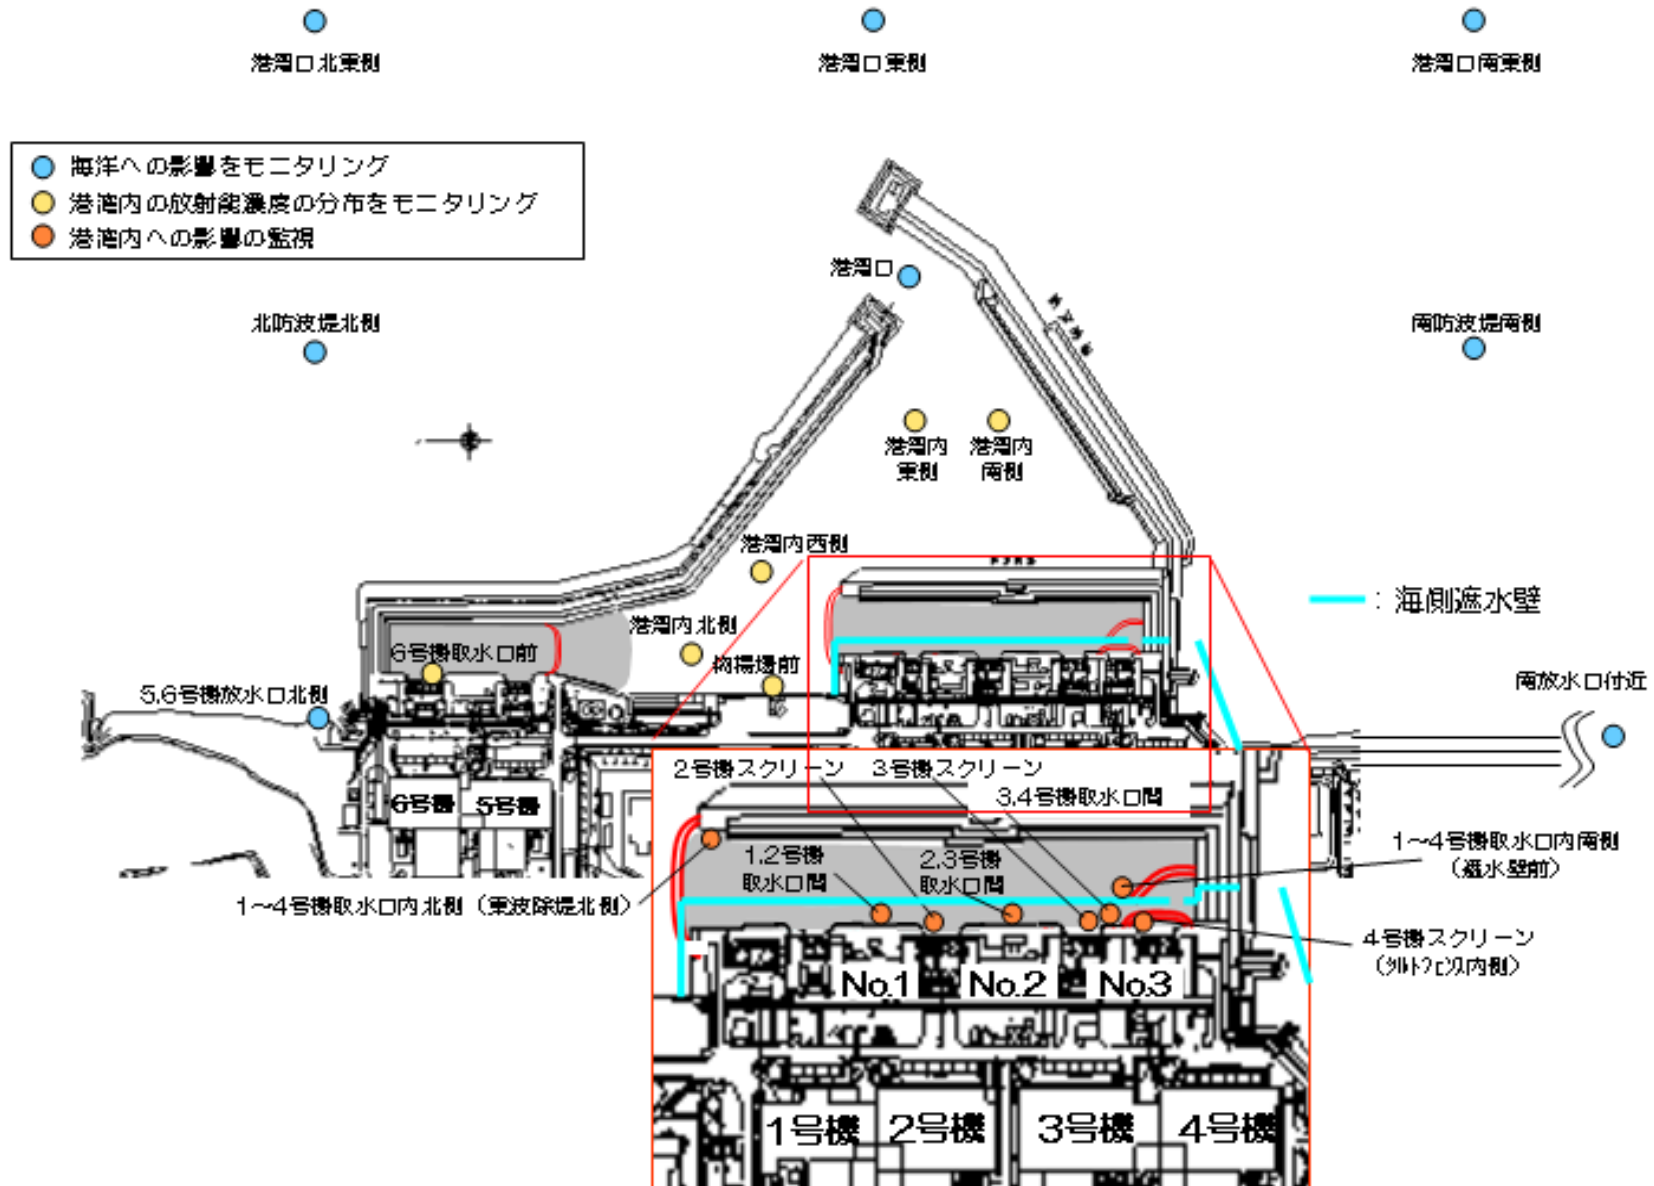 港湾口北東側
港湾口東側
港湾口南東側
海洋への影響をモニタリング
港湾内の放射能濃度の分布をモニタリング
港湾内への影響の監視
港湾口
北防波堤北側
南防波堤南側
港湾内
東側
港湾内
南側
港湾内西側
：海側遮水壁
港湾内北側
6号機取水口前
物揚場前
南放水口付近
5,6号機放水口北側
2号機スクリーン
3号機スクリーン
3,4号機取水口間
6号機
5号機
1~4号機取水口内南側
(遮水壁前)
1,2号機
取水口間
2,3号機
取水口間
1~4号機取水口内北側(東波除堤北側)
4号機スクリーン
(シルトフェンス内側)
No.1
No.2
No.3
1号機
2号機
3号機
4号機